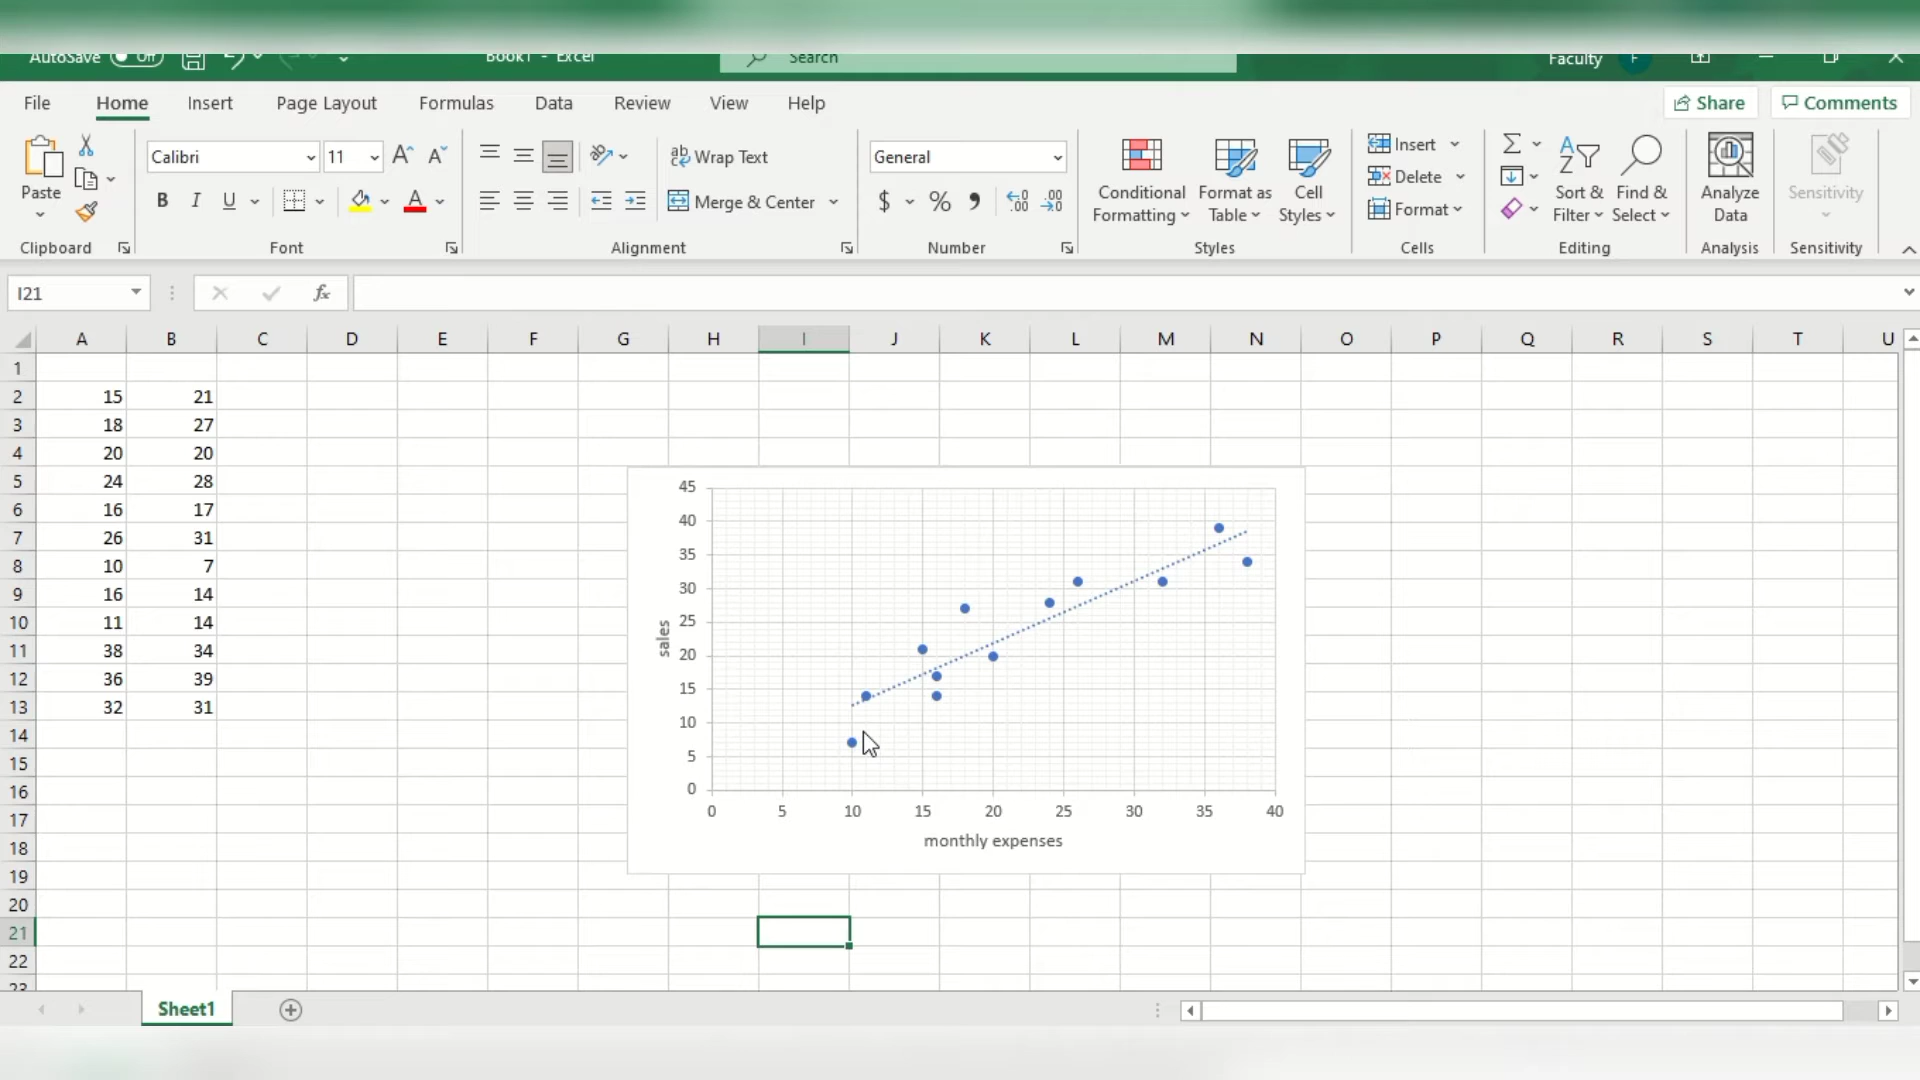 AutoSave Off Book1 - Excel Search Faculty F
File Home Insert Page Layout Formulas Data Review View Help Share Comments
Calibri 11 ab Wrap Text General Insert
Paste B I U A Merge & Center $ % Conditional Formatting Format as Table Cell Styles Delete Format Sort & Filter Find & Select Analyze Data Sensitivity
Clipboard Font Alignment Number Styles Cells Editing Analysis Sensitivity
I21 fx
A B C D E F G H I J K L M N O P Q R S T U
1
2 15 21
3 18 27
4 20 20
5 24 28
6 16 17
7 26 31
8 10 7
9 16 14
10 11 14
11 38 34
12 36 39
13 32 31
14
15
16
17
18
19
20
21
22
23
45
40
35
30
25
20
15
10
5
0
sales
0 5 10 15 20 25 30 35 40
monthly expenses
Sheet1